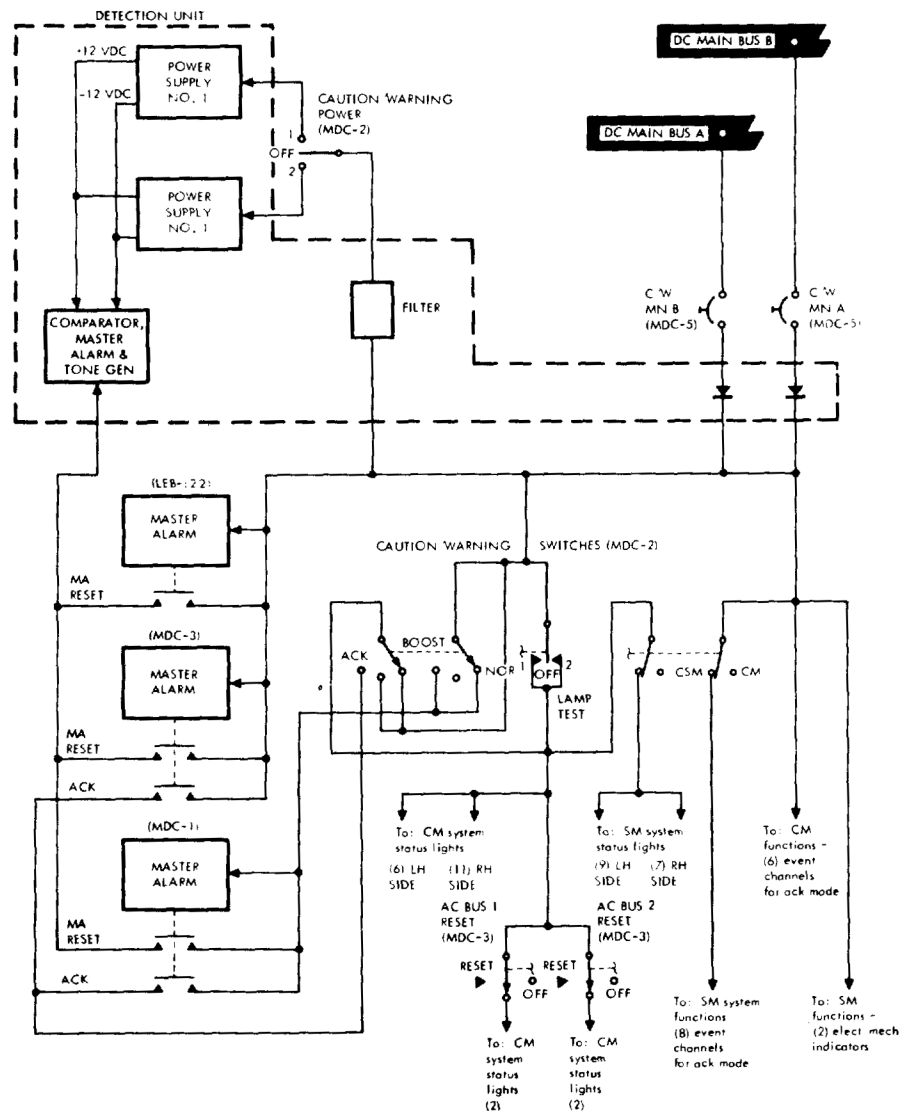 DETECTION UNIT
+12 VDC
-12 VDC
POWER
SUPPLY
NO. 1
POWER
SUPPLY
NO. 1
CAUTION WARNING
POWER
(MDC-2)
1
OFF
2
DC MAIN BUS B
DC MAIN BUS A
FILTER
C/W
MN B
(MDC-5)
C/W
MN A
(MDC-5)
COMPARATOR,
MASTER
ALARM &
TONE GEN
(LEB-122)
MASTER
ALARM
MA
RESET
(MDC-3)
MASTER
ALARM
MA
RESET
ACK
(MDC-1)
MASTER
ALARM
MA
RESET
ACK
CAUTION WARNING SWITCHES (MDC-2)
ACK
BOOST
NOR
1
OFF
2
LAMP
TEST
CSM
CM
To: CM system
status lights
(6) LH
SIDE
(11) RH
SIDE
To: SM system
status lights
(9) LH
SIDE
(7) RH
SIDE
To: CM
functions -
(6) event
channels
for ack mode
AC BUS 1
RESET
(MDC-3)
AC BUS 2
RESET
(MDC-3)
RESET
OFF
RESET
OFF
To: CM
system
status
lights
(2)
To: CM
system
status
lights
(2)
To: SM system
functions
(8) event
channels
for ack mode
To: SM
functions -
(2) elect mech
indicators